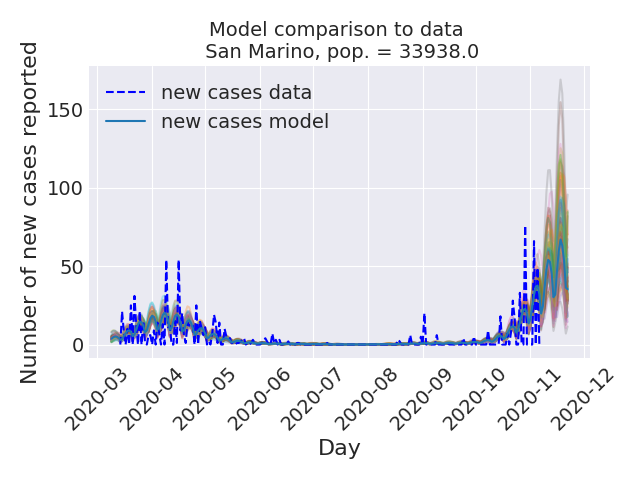 Model comparison to data
San Marino, pop. = 33938.0
new cases data
new cases model
Number of new cases reported
150
100
50
0
2020-03
2020-04
2020-05
2020-06
2020-07
2020-08
2020-09
2020-10
2020-11
2020-12
Day